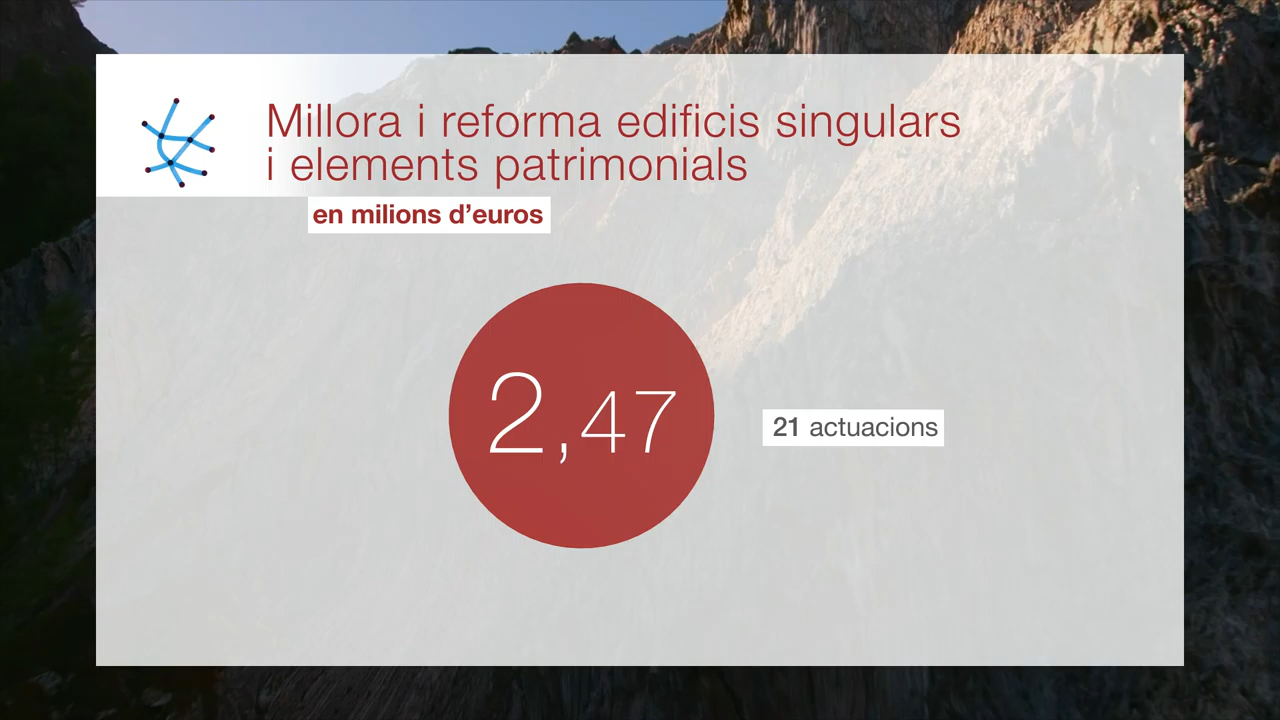 Millora i reforma edificis singulars
i elements patrimonials
en milions d’euros
2,47
21 actuacions